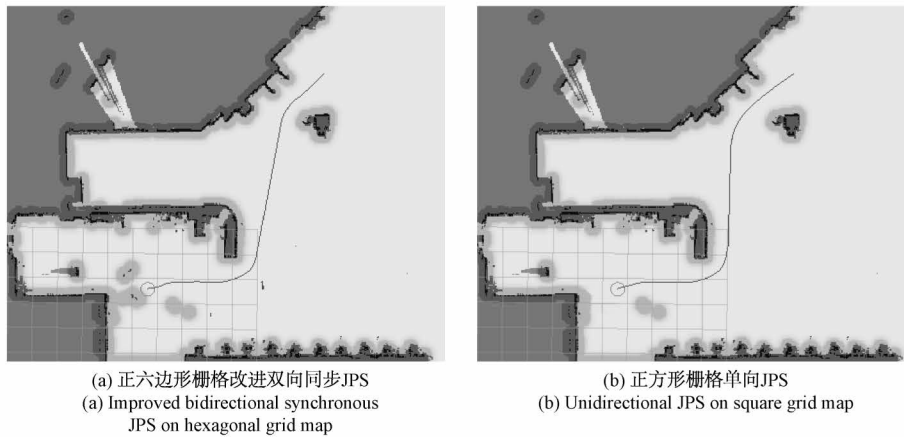 (a) 正六边形栅格改进双向同步JPS
(a) Improved bidirectional synchronous
JPS on hexagonal grid map
(b) 正方形栅格单向JPS
(b) Unidirectional JPS on square grid map